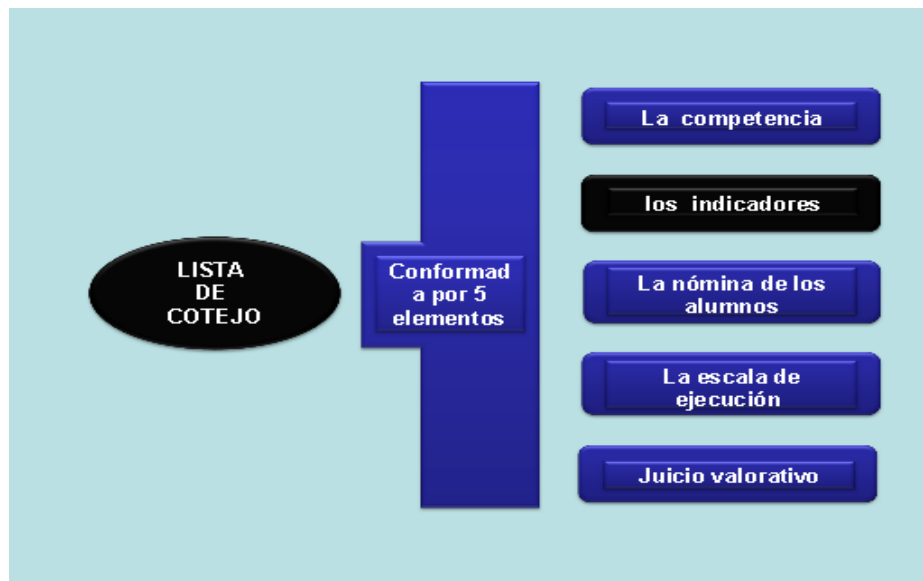 LISTA
DE
COTEJO
Conformad
a por 5
elementos
La competencia
los indicadores
La nómina de los
alumnos
La escala de
ejecución
Juicio valorativo